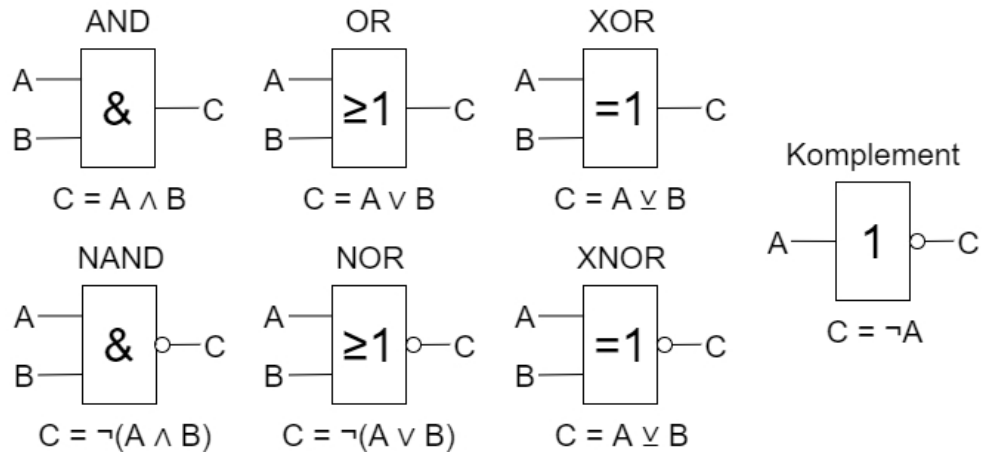 AND
A
&
B
C
C = A ∧ B
OR
A
≥1
B
C
C = A ∨ B
XOR
A
=1
B
C
C = A ⊻ B
Komplement
A
1
C
C = ¬A
NAND
A
&
B
C
C = ¬(A ∧ B)
NOR
A
≥1
B
C
C = ¬(A ∨ B)
XNOR
A
=1
B
C
C = A ⊻ B